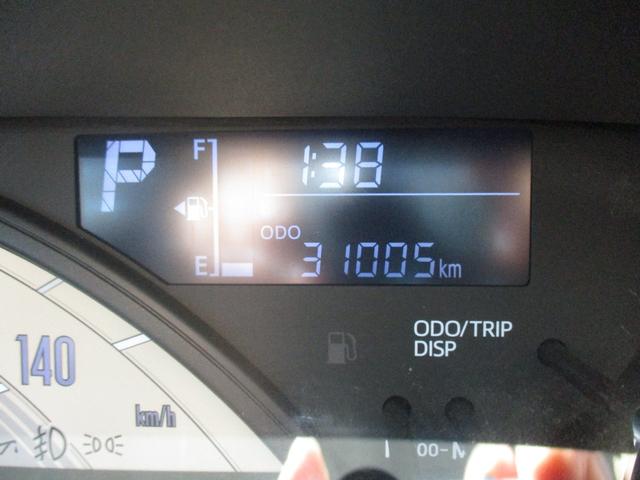 P
F
1:38
ODO
E
31005km
ODO/TRIP
DISP
140
km/h